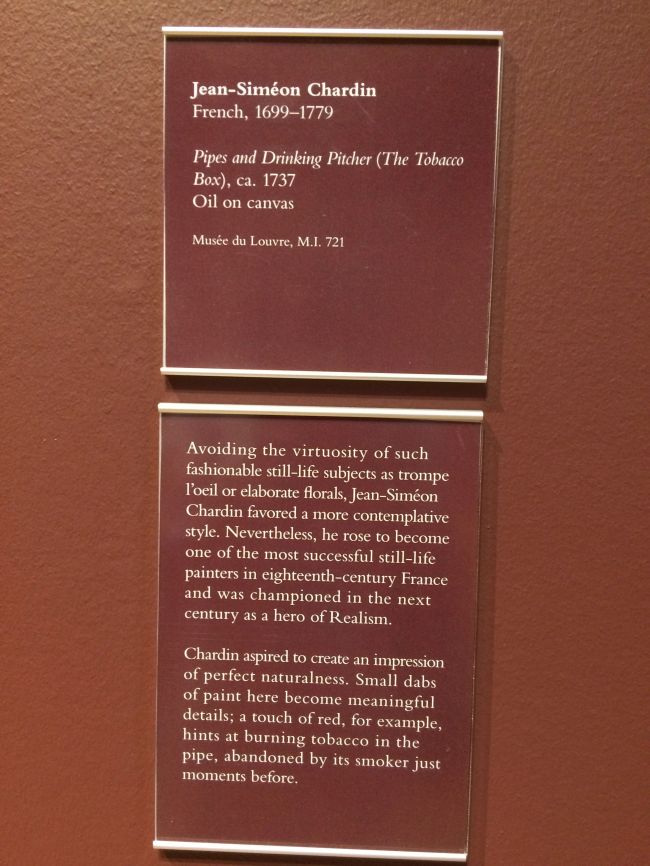 Jean-Siméon Chardin
French, 1699–1779
Pipes and Drinking Pitcher (The Tobacco
Box), ca. 1737
Oil on canvas
Musée du Louvre, M.I. 721
Avoiding the virtuosity of such
fashionable still-life subjects as trompe
l'oeil or elaborate florals, Jean-Siméon
Chardin favored a more contemplative
style. Nevertheless, he rose to become
one of the most successful still-life
painters in eighteenth-century France
and was championed in the next
century as a hero of Realism.
Chardin aspired to create an impression
of perfect naturalness. Small dabs
of paint here become meaningful
details; a touch of red, for example,
hints at burning tobacco in the
pipe, abandoned by its smoker just
moments before.